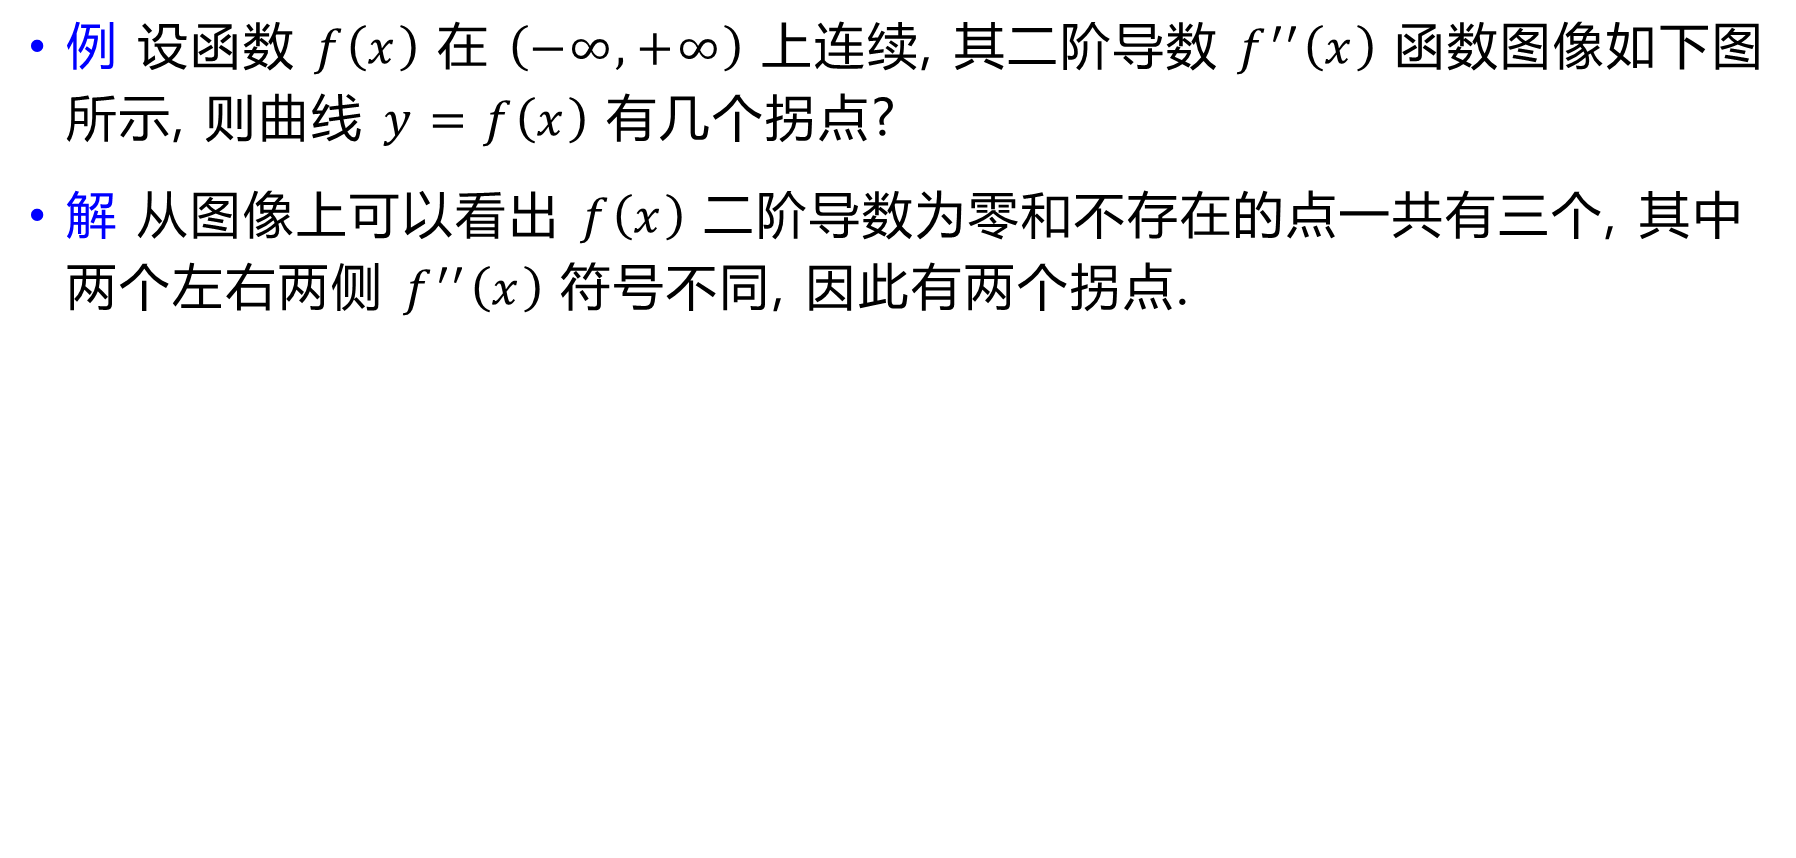 • 例 设函数 f(x) 在 (−∞, +∞) 上连续, 其二阶导数 f′′(x) 函数图像如下图
所示, 则曲线 y = f(x) 有几个拐点?
• 解 从图像上可以看出 f(x) 二阶导数为零和不存在的点一共有三个, 其中
两个左右两侧 f′′(x) 符号不同, 因此有两个拐点.